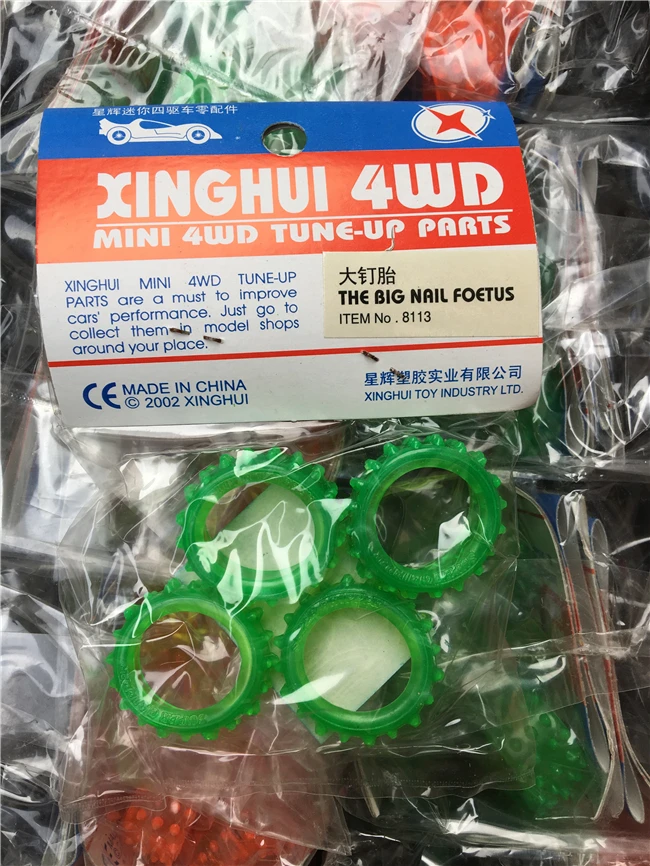 星辉迷你四驱车零配件
XINGHUI 4WD
MINI 4WD TUNE-UP PARTS
XINGHUI MINI 4WD TUNE-UP
PARTS are a must to improve
cars' performance. Just go to
collect them in model shops
around your place.
大钉胎
THE BIG NAIL FOETUS
ITEM No . 8113
CE MADE IN CHINA
© 2002 XINGHUI
星辉塑胶实业有限公司
XINGHUI TOY INDUSTRY LTD.